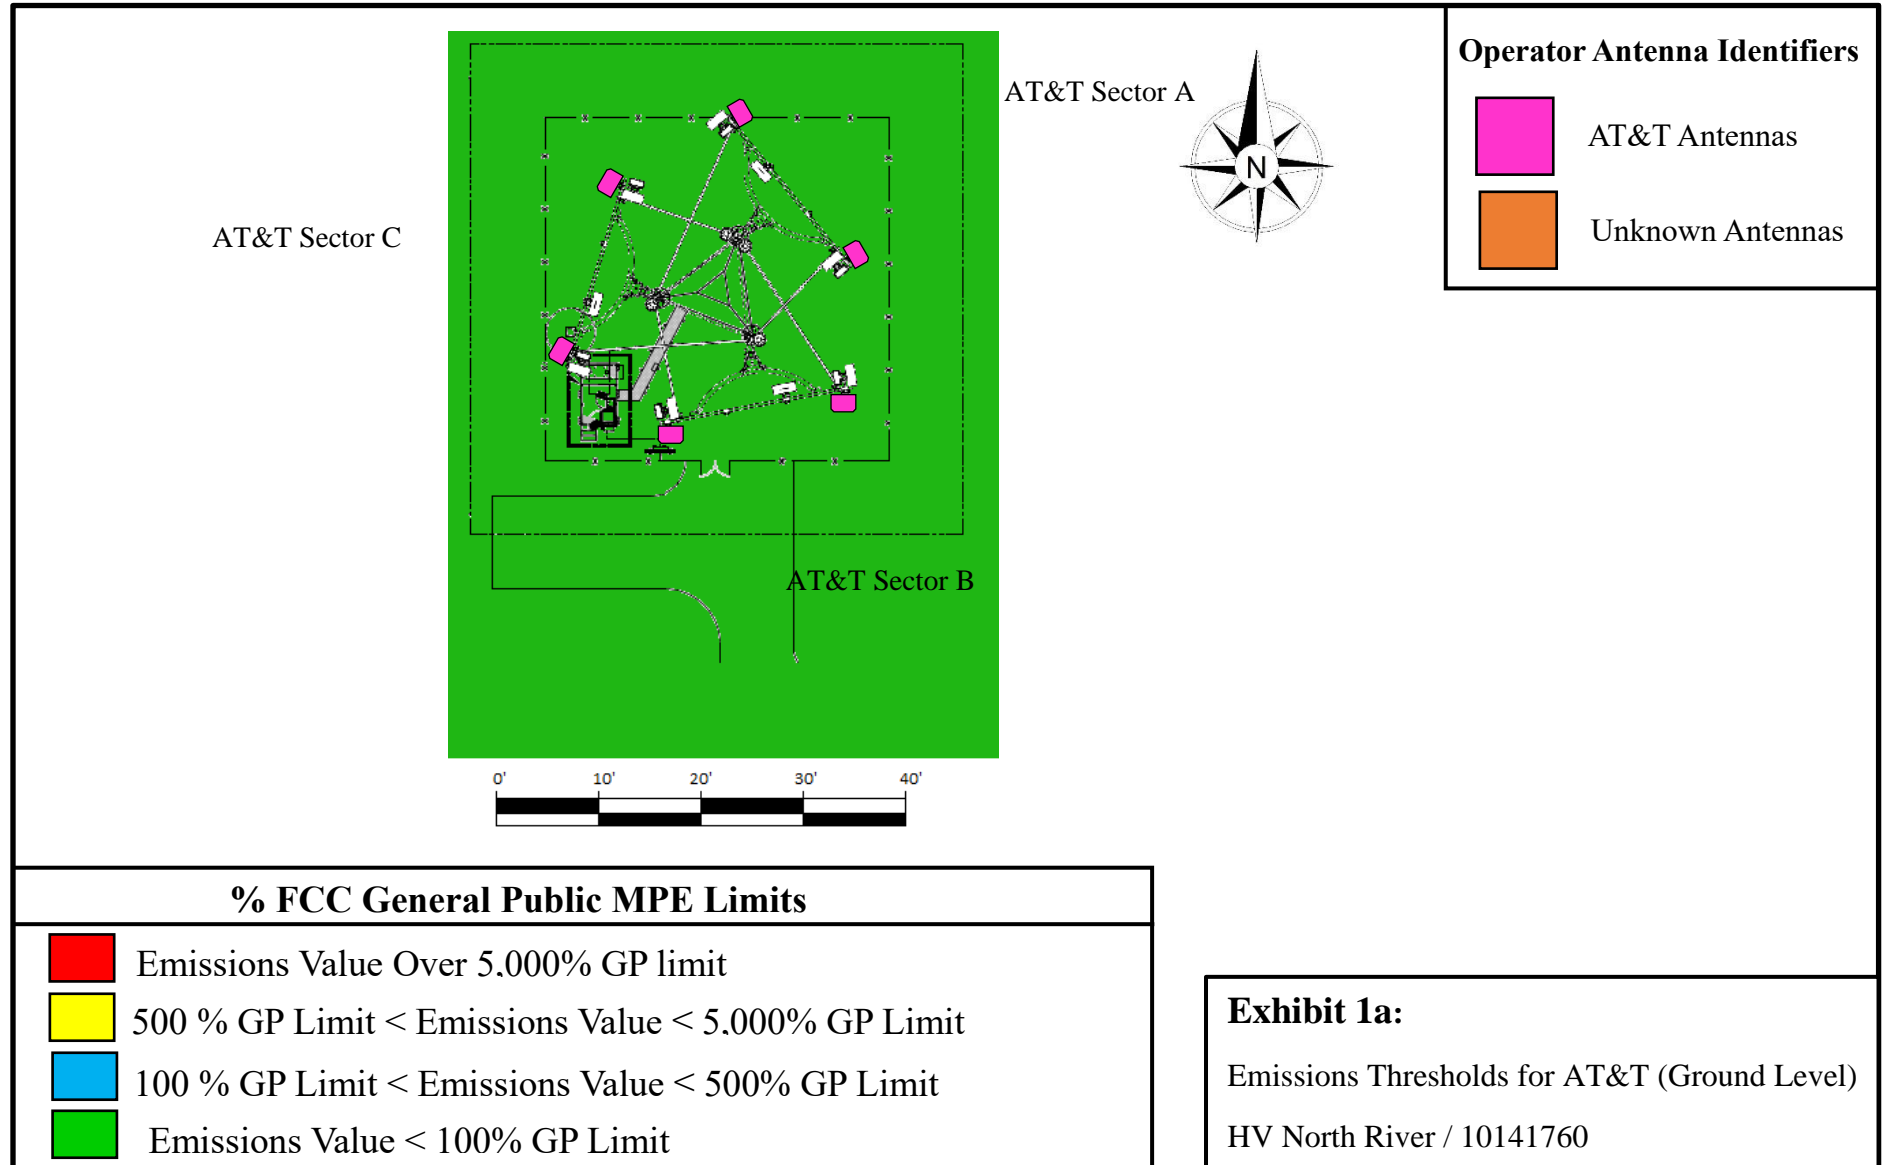 Operator Antenna Identifiers
AT&T Antennas
Unknown Antennas
AT&T Sector A
N
AT&T Sector C
AT&T Sector B
0' 10' 20' 30' 40'
% FCC General Public MPE Limits
Emissions Value Over 5,000% GP limit
500 % GP Limit < Emissions Value < 5,000% GP Limit
100 % GP Limit < Emissions Value < 500% GP Limit
Emissions Value < 100% GP Limit
Exhibit 1a:
Emissions Thresholds for AT&T (Ground Level)
HV North River / 10141760